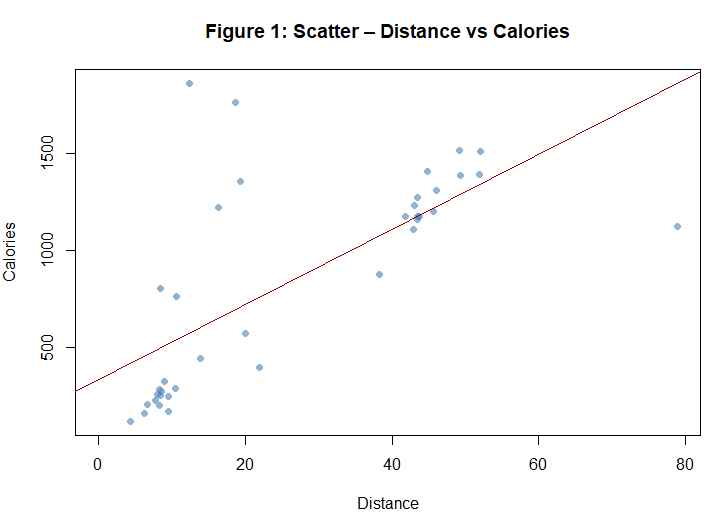 Figure 1: Scatter – Distance vs Calories
1500
1000
500
Calories
0 20 40 60 80
Distance